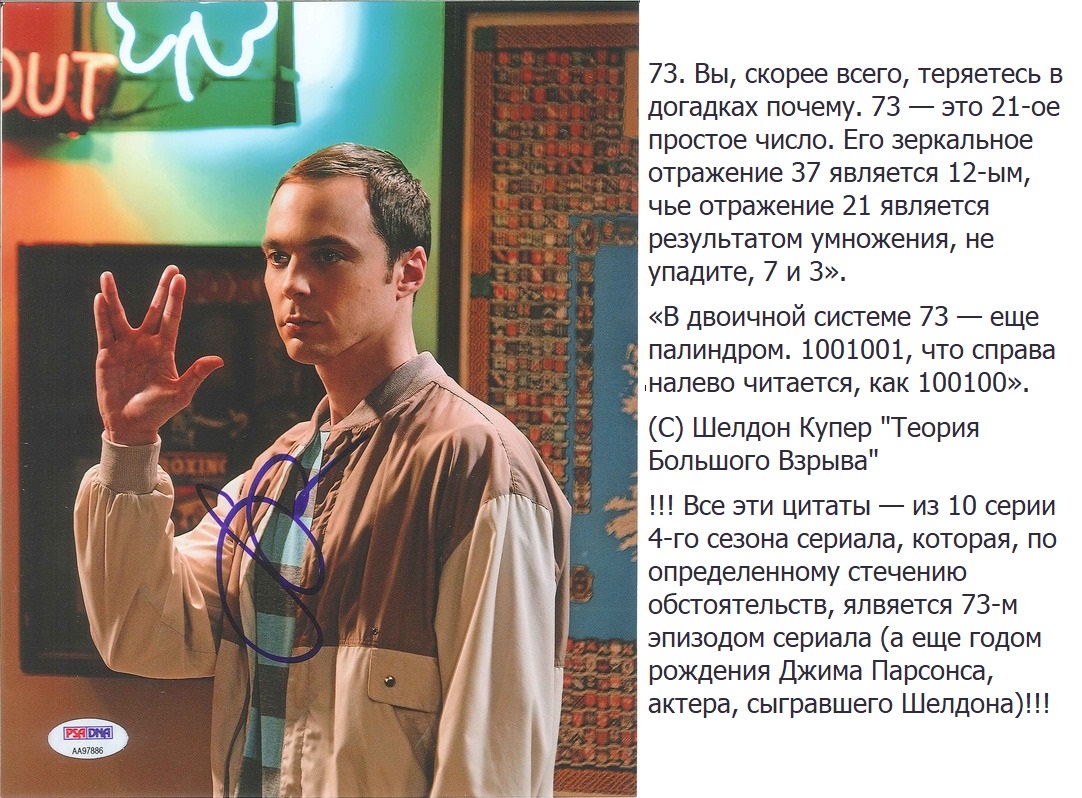 OUT
BOXING
PSA DNA
AA97886
73. Вы, скорее всего, теряетесь в
догадках почему. 73 — это 21-ое
простое число. Его зеркальное
отражение 37 является 12-ым,
чье отражение 21 является
результатом умножения, не
упадите, 7 и 3».
«В двоичной системе 73 — еще
палиндром. 1001001, что справа
налево читается, как 100100».
(С) Шелдон Купер "Теория
Большого Взрыва"
!!! Все эти цитаты — из 10 серии
4-го сезона сериала, которая, по
определенному стечению
обстоятельств, ялвяется 73-м
эпизодом сериала (а еще годом
рождения Джима Парсонса,
актера, сыгравшего Шелдона)!!!